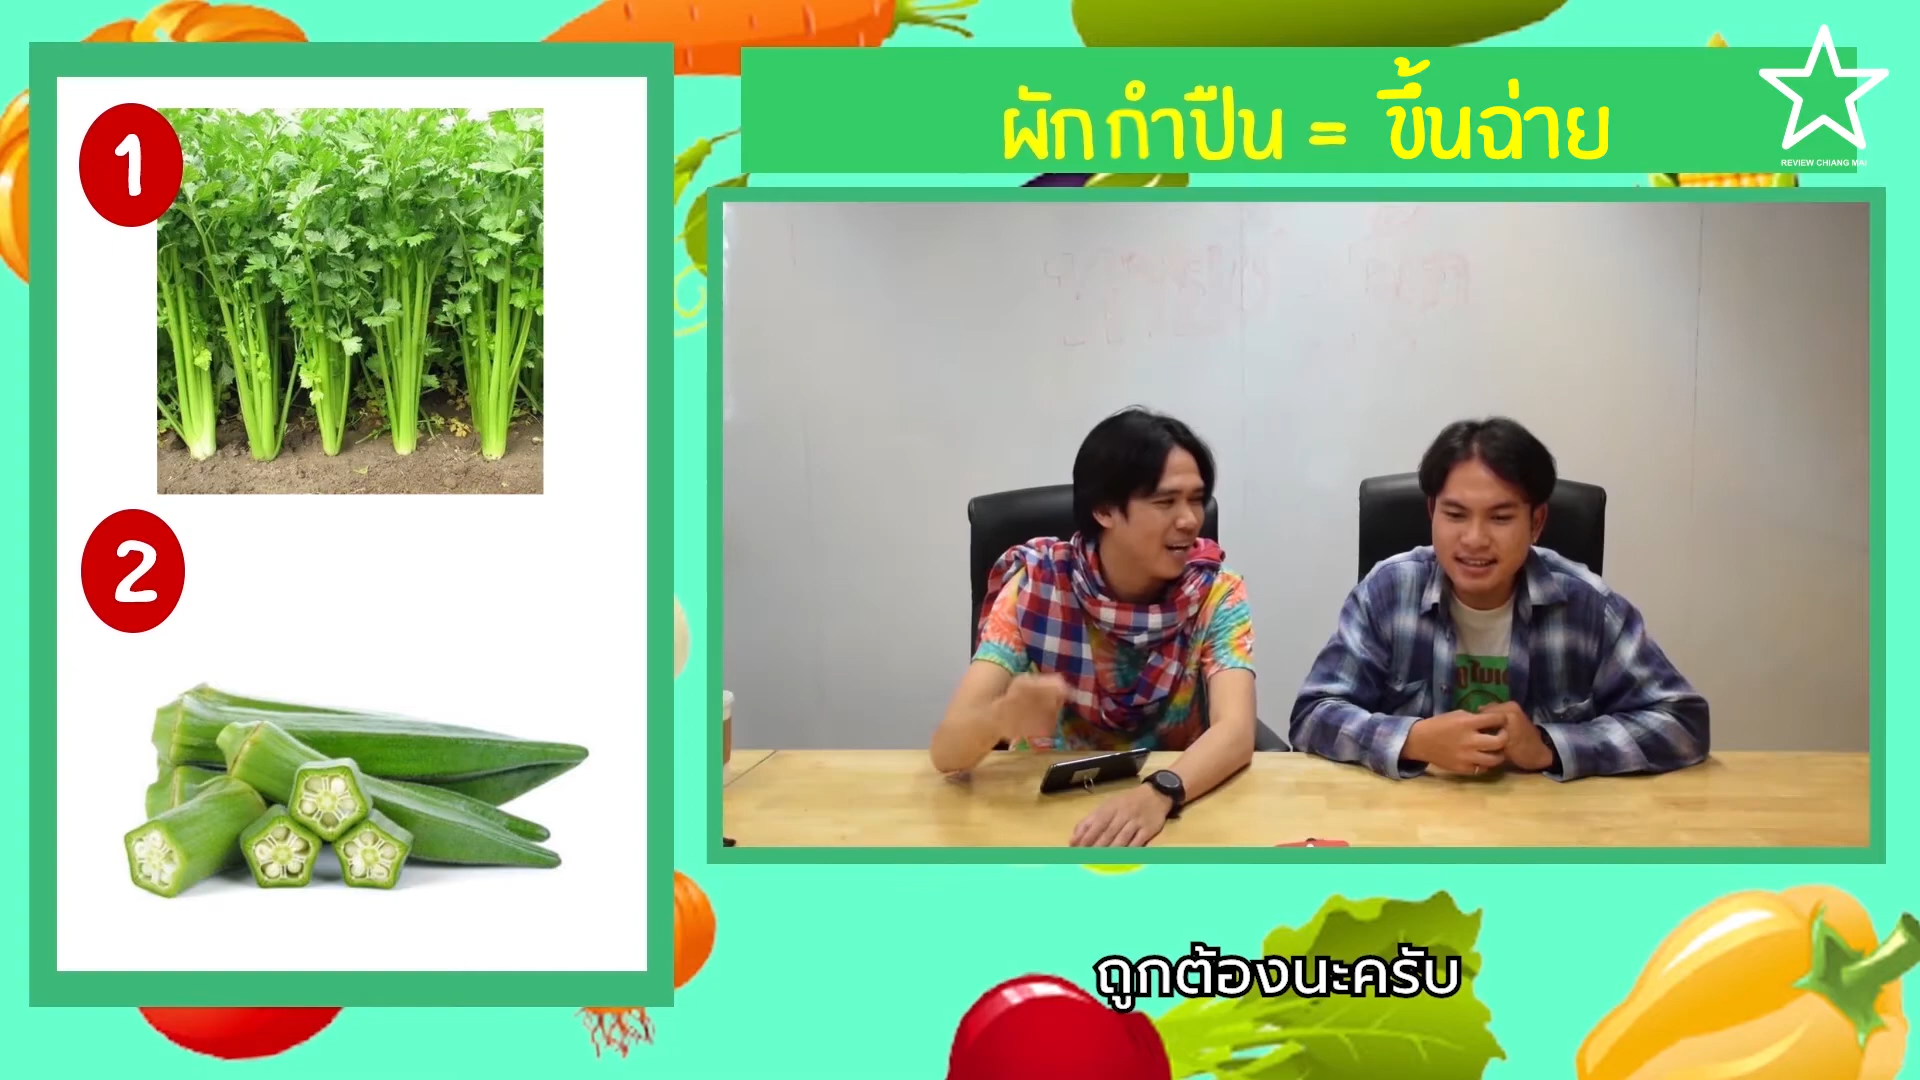 1
2
ผักกำปืน = ขึ้นฉ่าย
REVIEW CHIANG MAI
ถูกต้องนะครับ